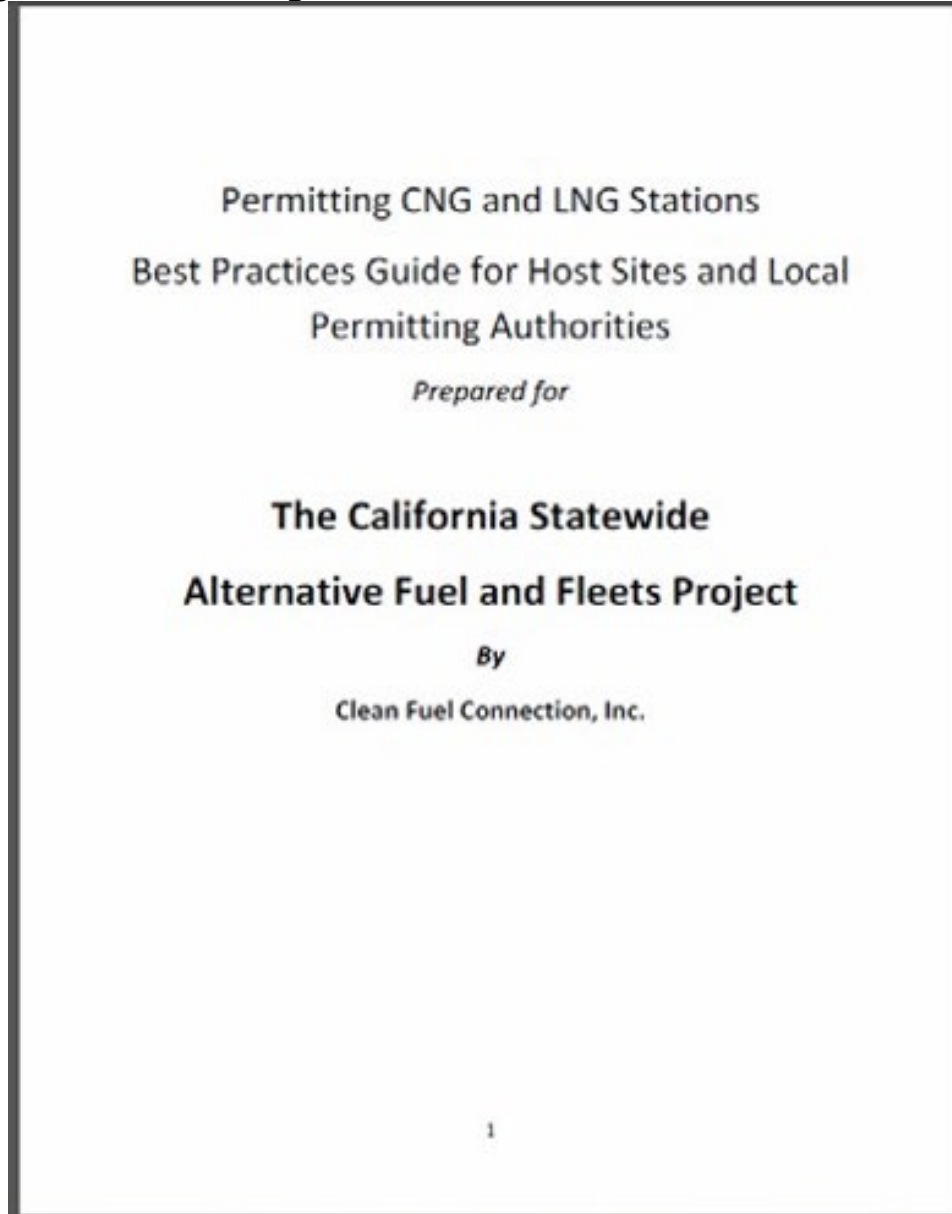 Permitting CNG and LNG Stations
Best Practices Guide for Host Sites and Local
Permitting Authorities
Prepared for
The California Statewide
Alternative Fuel and Fleets Project
By
Clean Fuel Connection, Inc.
1